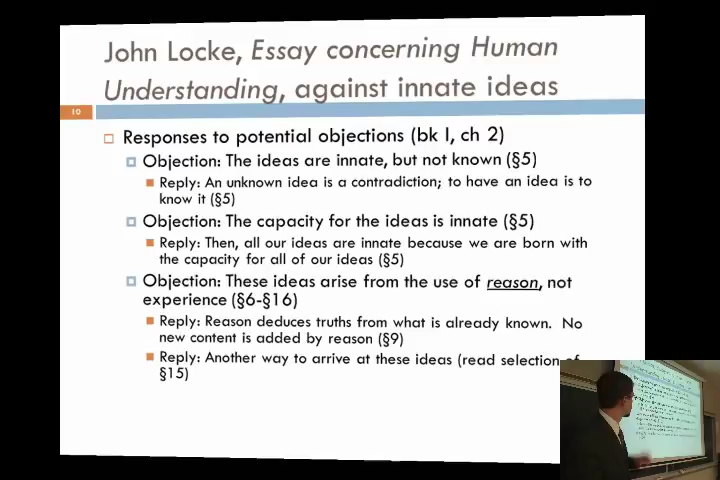 John Locke, Essay concerning Human
Understanding, against innate ideas
10
Responses to potential objections (bk I, ch 2)
Objection: The ideas are innate, but not known (§5)
Reply: An unknown idea is a contradiction; to have an idea is to
know it (§5)
Objection: The capacity for the ideas is innate (§5)
Reply: Then, all our ideas are innate because we are born with
the capacity for all of our ideas (§5)
Objection: These ideas arise from the use of reason, not
experience (§6-§16)
Reply: Reason deduces truths from what is already known. No
new content is added by reason (§9)
Reply: Another way to arrive at these ideas (read selection of
§15)